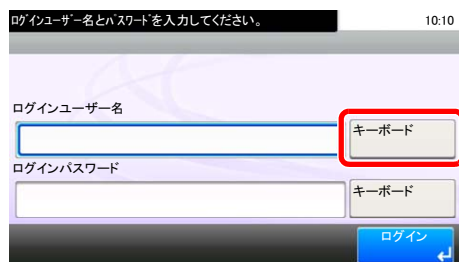 ログインユーザー名とパスワードを入力してください。
10:10
ログインユーザー名
キーボード
ログインパスワード
キーボード
ログイン